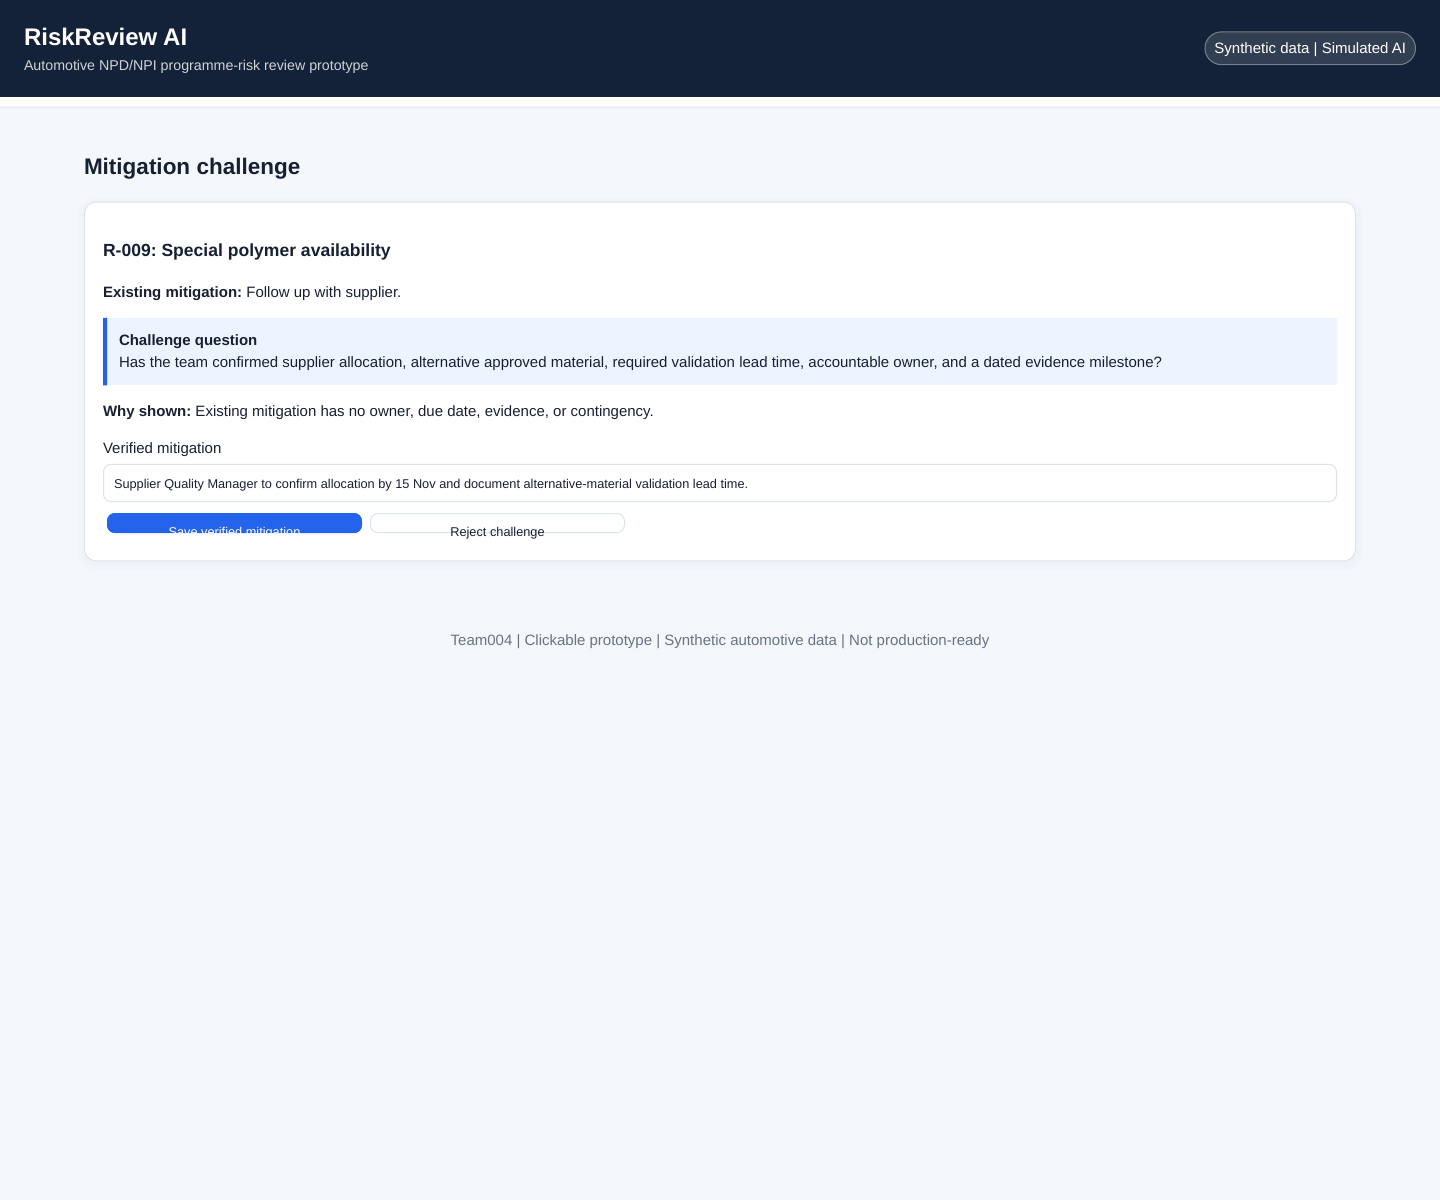 RiskReview AI
Automotive NPD/NPI programme-risk review prototype
Synthetic data | Simulated AI
Mitigation challenge
R-009: Special polymer availability
Existing mitigation: Follow up with supplier.
Challenge question
Has the team confirmed supplier allocation, alternative approved material, required validation lead time, accountable owner, and a dated evidence milestone?
Why shown: Existing mitigation has no owner, due date, evidence, or contingency.
Verified mitigation
Supplier Quality Manager to confirm allocation by 15 Nov and document alternative-material validation lead time.
Save verified mitigation
Reject challenge
Team004 | Clickable prototype | Synthetic automotive data | Not production-ready